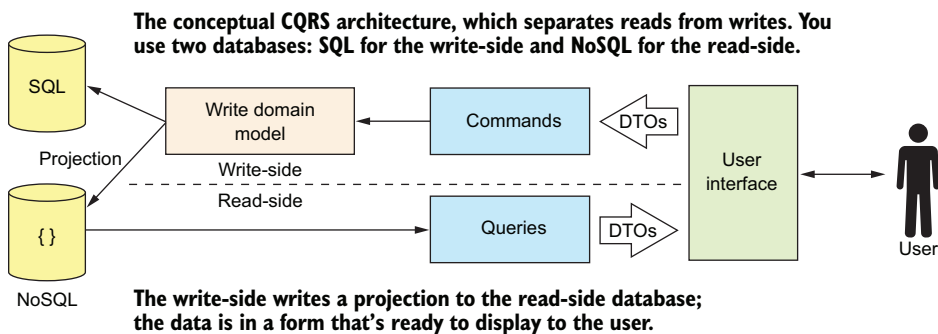 The conceptual CQRS architecture, which separates reads from writes. You
use two databases: SQL for the write-side and NoSQL for the read-side.
SQL
Write domain
model
Commands
DTOs
User
interface
Projection
Write-side
Read-side
{ }
Queries
DTOs
User
NoSQL
The write-side writes a projection to the read-side database;
the data is in a form that's ready to display to the user.